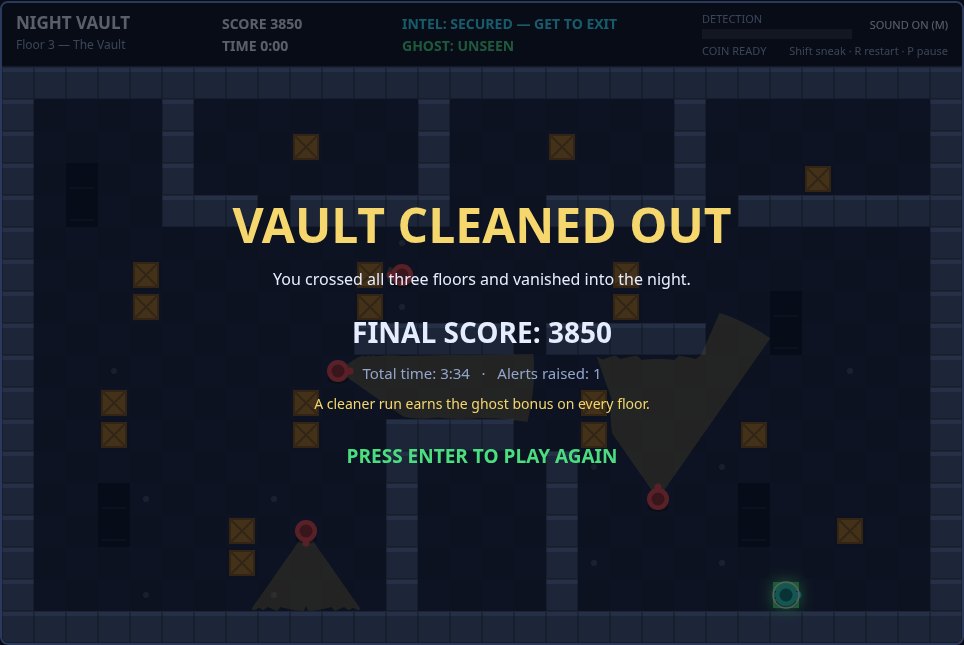 NIGHT VAULT
Floor 3 — The Vault
SCORE 3850
TIME 0:00
INTEL: SECURED — GET TO EXIT
GHOST: UNSEEN
DETECTION
SOUND ON (M)
COIN READY
Shift sneak · R restart · P pause
VAULT CLEANED OUT
You crossed all three floors and vanished into the night.
FINAL SCORE: 3850
Total time: 3:34 · Alerts raised: 1
A cleaner run earns the ghost bonus on every floor.
PRESS ENTER TO PLAY AGAIN